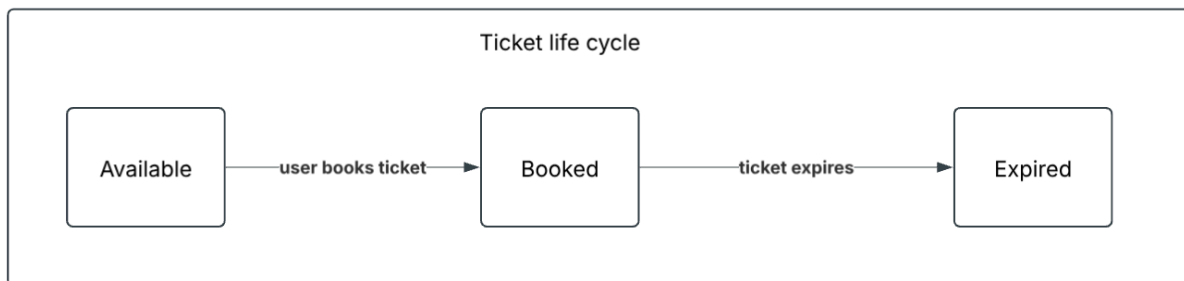 Ticket life cycle
Available
user books ticket
Booked
ticket expires
Expired